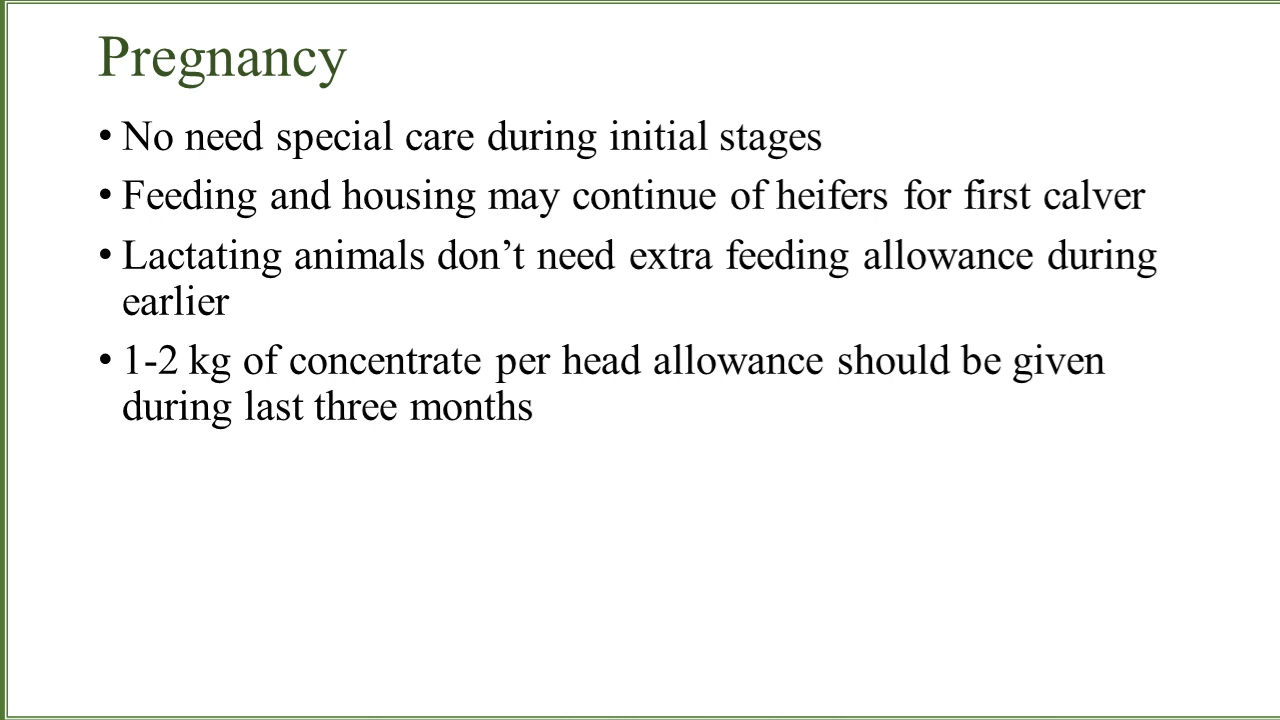 Pregnancy
• No need special care during initial stages
• Feeding and housing may continue of heifers for first calver
• Lactating animals don’t need extra feeding allowance during
earlier
• 1-2 kg of concentrate per head allowance should be given
during last three months